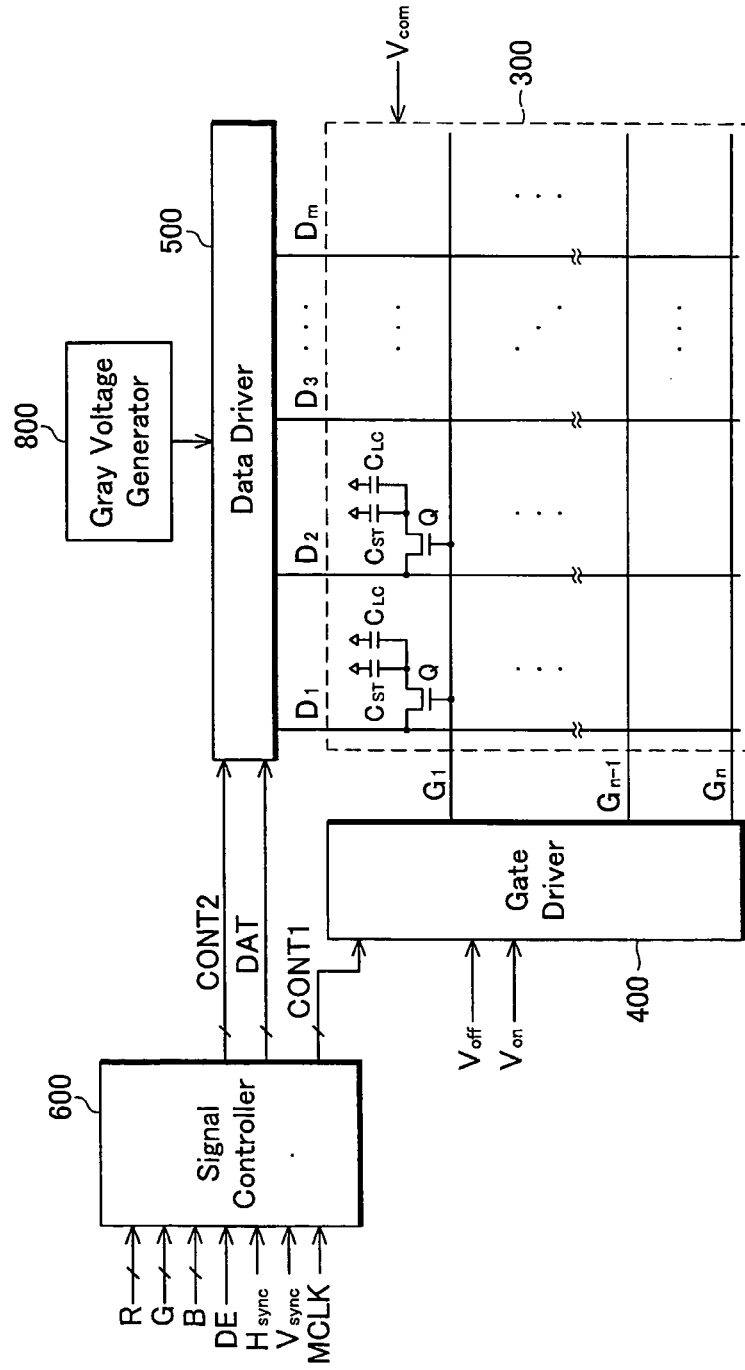 800
Gray Voltage
Generator
500
Data Driver
600
Signal
Controller
R
G
B
DE
Hsync
Vsync
MCLK
CONT2
DAT
CONT1
D1
D2
D3
. . .
Dm
Vcom
300
CST
CLC
Q
CST
CLC
Q
G1
Gn-1
Gn
Gate
Driver
400
Voff
Von